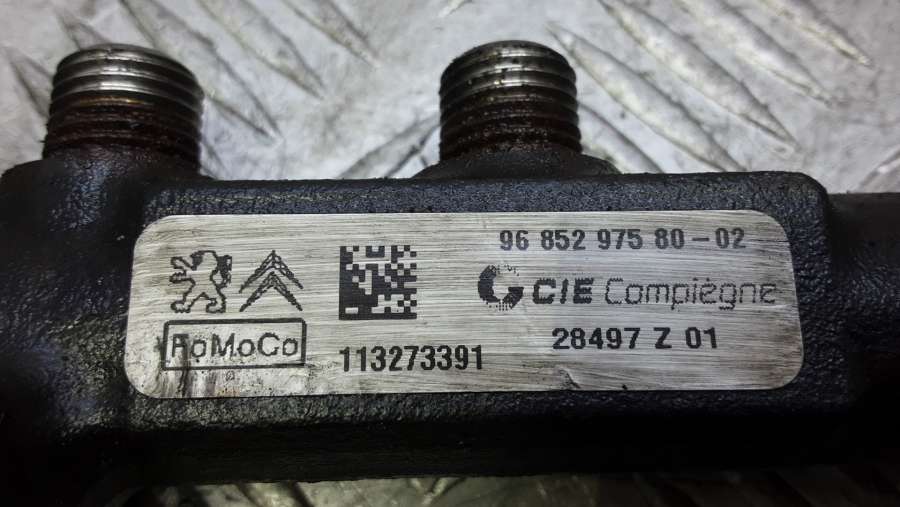 96 852 975 80-02
CIE Compiègne
28497 Z 01
FoMoCo
113273391